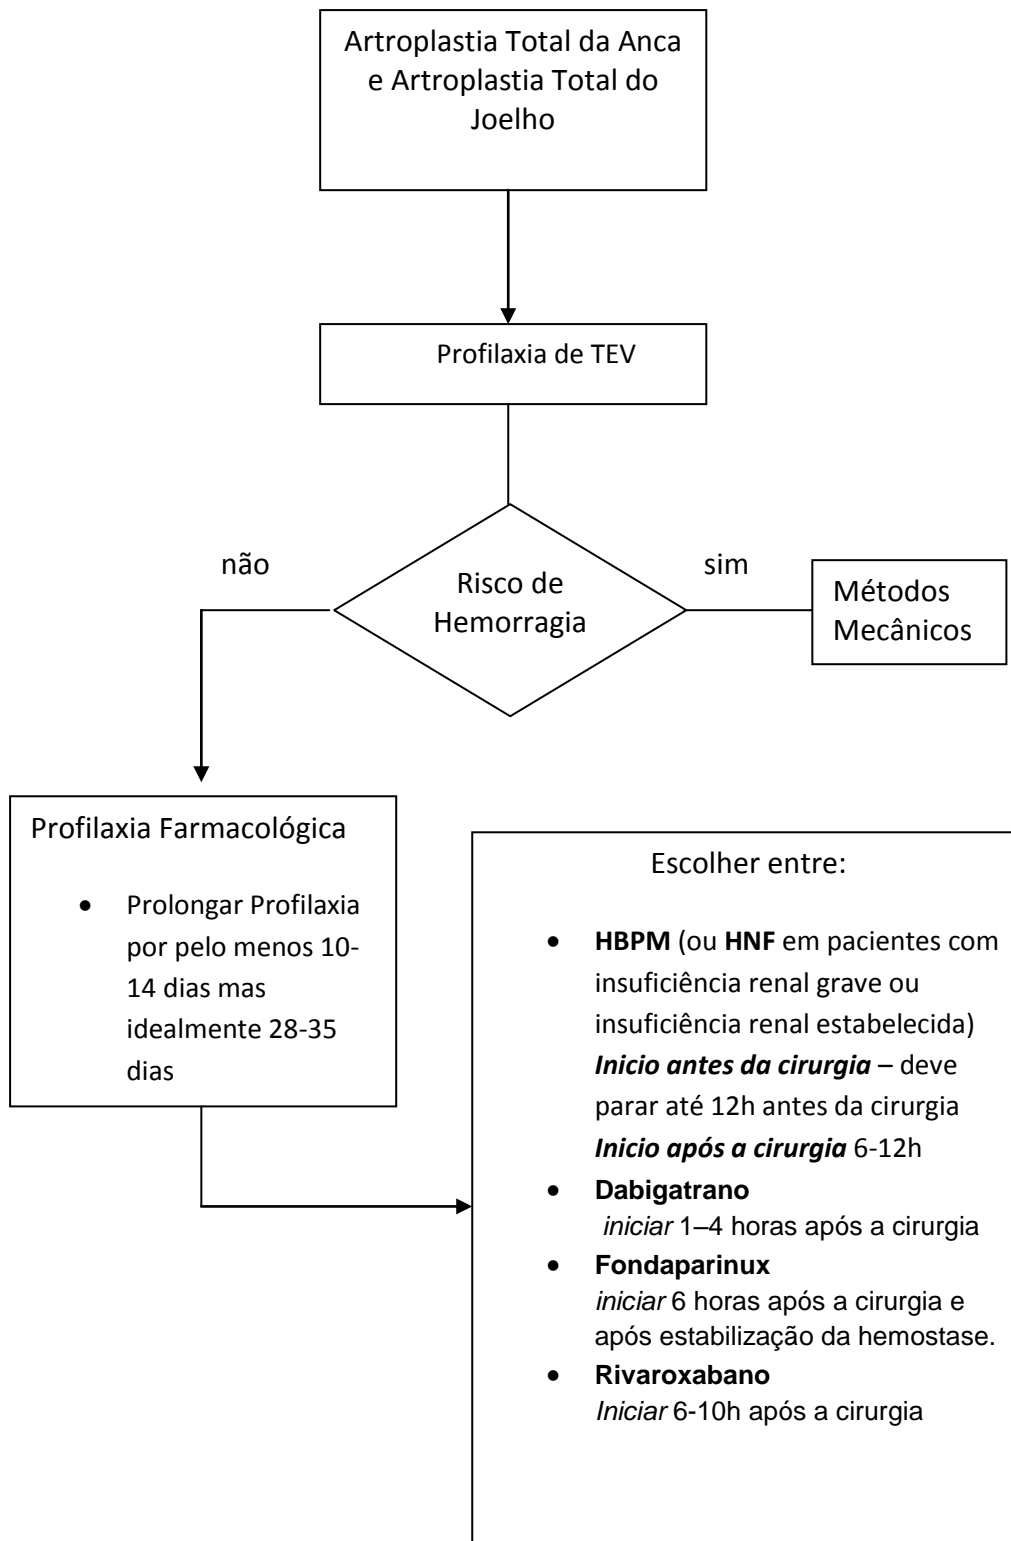 Artroplastia Total da Anca
e Artroplastia Total do
Joelho
Profilaxia de TEV
não
sim
Risco de
Hemorragia
Métodos
Mecânicos
Profilaxia Farmacológica
• Prolongar Profilaxia
por pelo menos 10-
14 dias mas
idealmente 28-35
dias
Escolher entre:
• HBPM (ou HNF em pacientes com
insuficiência renal grave ou
insuficiência renal estabelecida)
Inicio antes da cirurgia – deve
parar até 12h antes da cirurgia
Inicio após a cirurgia 6-12h
• Dabigatrano
iniciar 1–4 horas após a cirurgia
• Fondaparinux
iniciar 6 horas após a cirurgia e
após estabilização da hemostase.
• Rivaroxabano
Iniciar 6-10h após a cirurgia